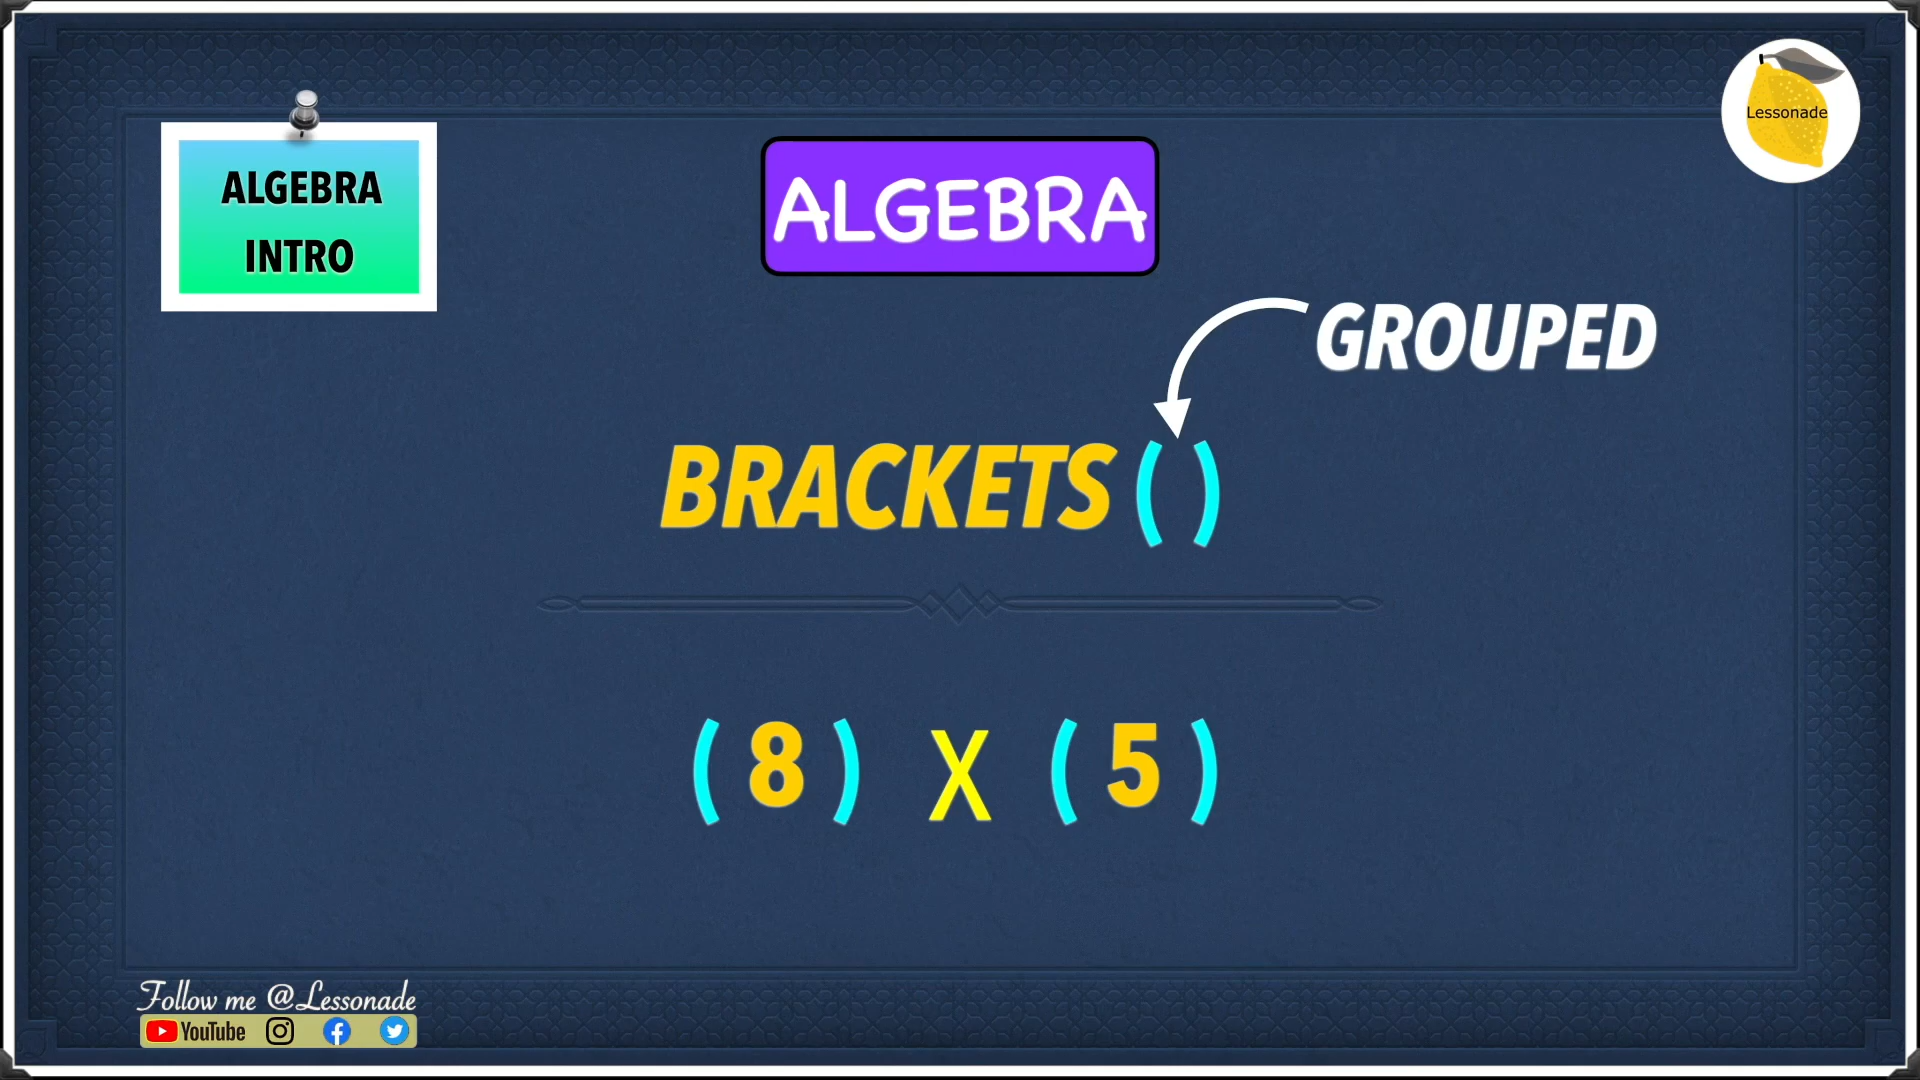 ALGEBRA
INTRO
ALGEBRA
Lessonade
GROUPED
BRACKETS ( )
( 8 ) X ( 5 )
Follow me @Lessonade
YouTube